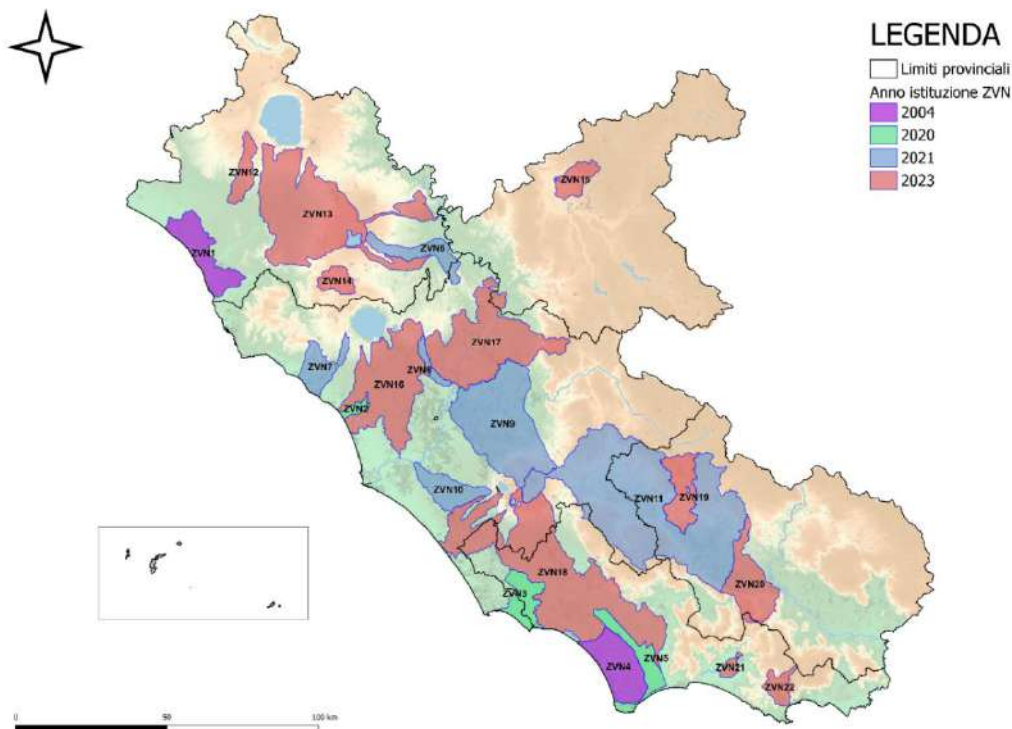 LEGENDA
Limiti provinciali
Anno istituzione ZVN
2004
2020
2021
2023
ZVN12
ZVN15
ZVN13
ZVN1
ZVN6
ZVN14
ZVN17
ZVN7
ZVN16
ZVN8
ZVN2
ZVN9
ZVN10
ZVN11
ZVN19
ZVN18
ZVN20
ZVN3
ZVN4
ZVN5
ZVN21
ZVN22
0
50
100 km